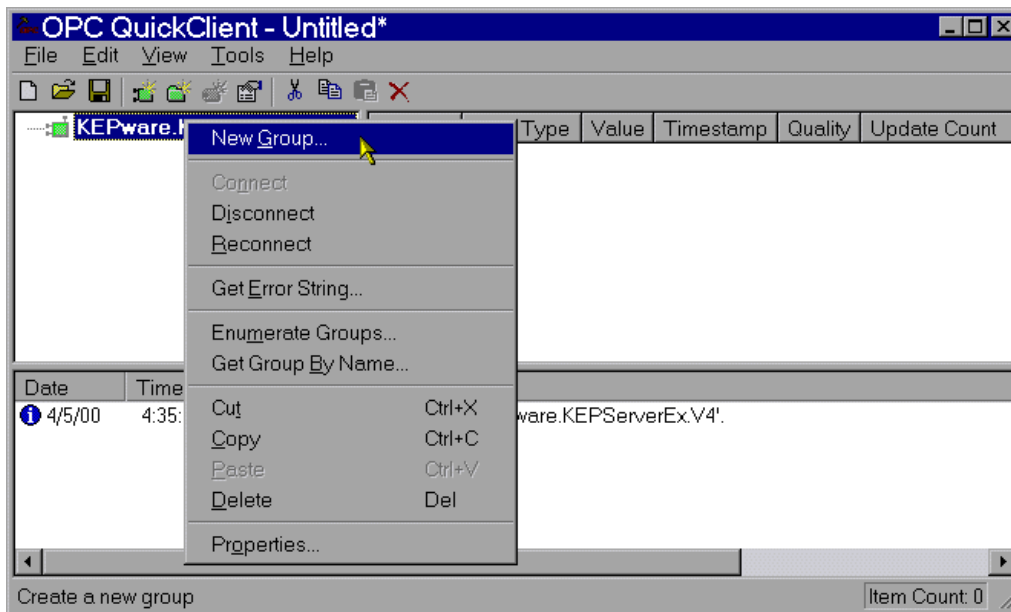 OPC QuickClient - Untitled*
File Edit View Tools Help
KEPware. Type Value Timestamp Quality Update Count
New Group...
Connect
Disconnect
Reconnect
Get Error String...
Enumerate Groups...
Get Group By Name...
Date Time
4/5/00 4:35: ware.KEPServerEx.V4'.
Cut Ctrl+X
Copy Ctrl+C
Paste Ctrl+V
Delete Del
Properties...
Create a new group Item Count: 0